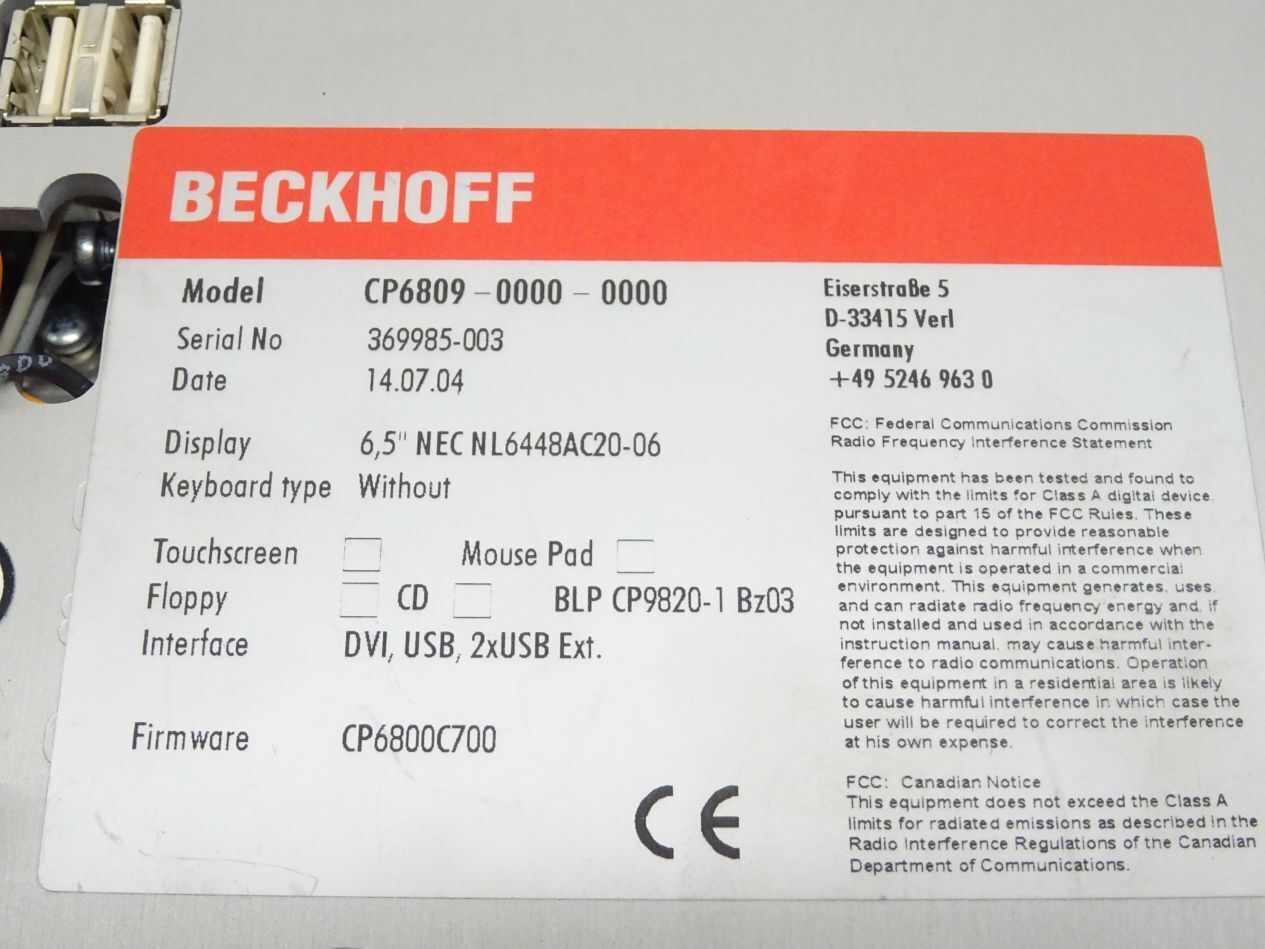 BECKHOFF
Model CP6809 – 0000 – 0000
Serial No 369985-003
Date 14.07.04
Display 6,5" NEC NL6448AC20-06
Keyboard type Without
Touchscreen Mouse Pad
Floppy CD BLP CP9820-1 Bz03
Interface DVI, USB, 2xUSB Ext.
Firmware CP6800C700
CE
Eiserstraße 5
D-33415 Verl
Germany
+49 5246 963 0
FCC: Federal Communications Commission
Radio Frequency Interference Statement
This equipment has been tested and found to
comply with the limits for Class A digital device,
pursuant to part 15 of the FCC Rules. These
limits are designed to provide reasonable
protection against harmful interference when
the equipment is operated in a commercial
environment. This equipment generates, uses
and can radiate radio frequency energy and, if
not installed and used in accordance with the
instruction manual, may cause harmful inter-
ference to radio communications. Operation
of this equipment in a residential area is likely
to cause harmful interference in which case the
user will be required to correct the interference
at his own expense.
FCC: Canadian Notice
This equipment does not exceed the Class A
limits for radiated emissions as described in the
Radio Interference Regulations of the Canadian
Department of Communications.